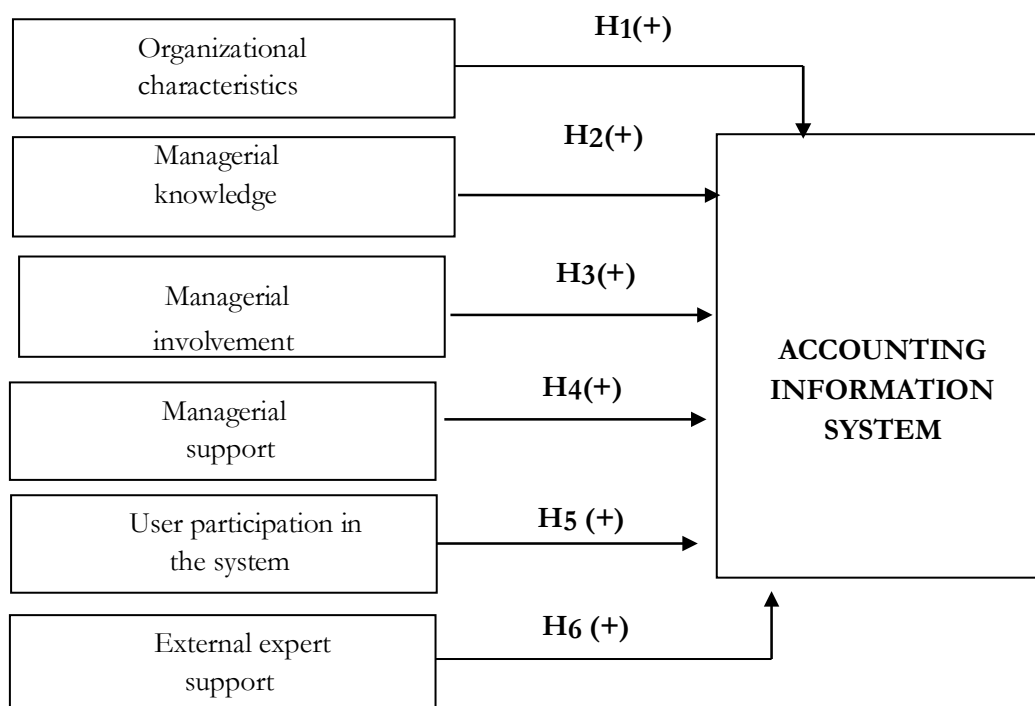 H1(+)
Organizational
characteristics
H2(+)
Managerial
knowledge
H3(+)
Managerial
involvement
H4(+)
Managerial
support
H5 (+)
User participation in
the system
H6 (+)
External expert
support
ACCOUNTING
INFORMATION
SYSTEM